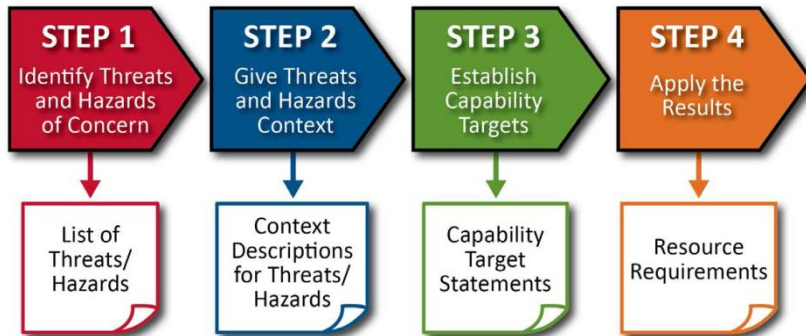 STEP 1
Identify Threats
and Hazards
of Concern
STEP 2
Give Threats
and Hazards
Context
STEP 3
Establish
Capability
Targets
STEP 4
Apply the
Results
List of
Threats/
Hazards
Context
Descriptions
for Threats/
Hazards
Capability
Target
Statements
Resource
Requirements